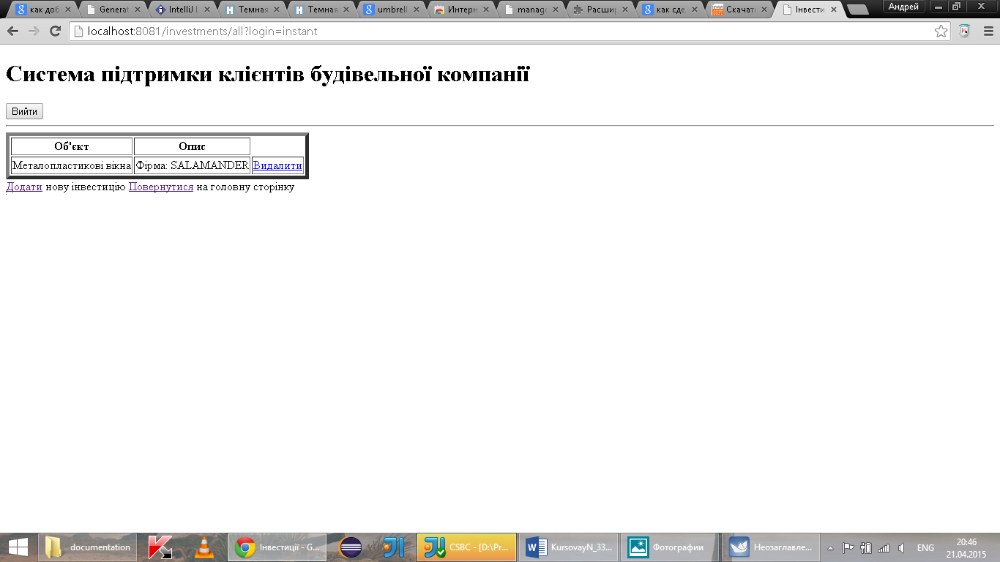 как доб
Generat
IntelliJ I
Темная
Темная
umbrell
Интерн
manage
Расшир
как сде
Скачать
Інвести
Андрей
localhost:8081/investments/all?login=instant
Система підтримки клієнтів будівельної компанії
Вийти
Об'єкт Опис
Металопластикові вікна Фірма: SALAMANDER Видалити
Додати нову інвестицію Повернутися на головну сторінку
documentation
Інвестиції - G...
CSBC - [D:\Pr...
KursovayN_33...
Фотографии
Неозаглавле...
ENG
20:46
21.04.2015